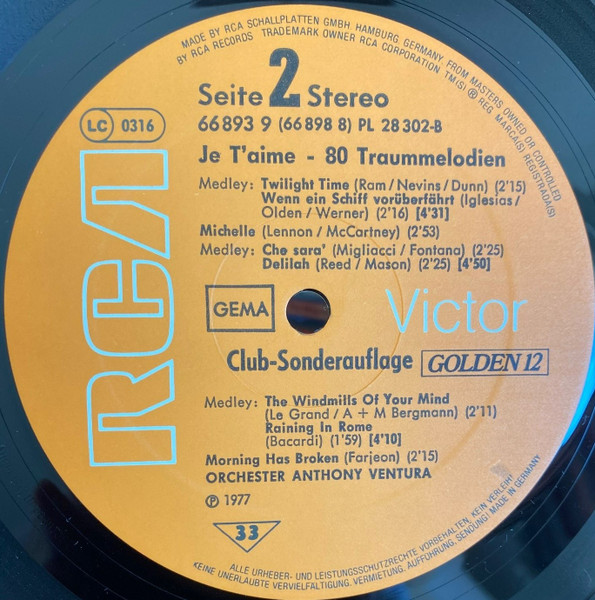 MADE BY RCA SCHALLPLATTEN GMBH, HAMBURG, GERMANY, FROM MASTERS OWNED OR CONTROLLED
BY RCA RECORDS TRADEMARK OWNER RCA CORPORATION TM(S) ® REG. MARCA(S) REGISTRADA(S)
Seite 2 Stereo
LC 0316
66 893 9 (66 898 8) PL 28 302-B
Je T'aime - 80 Traummelodien
Medley: Twilight Time (Ram/Nevins/Dunn) (2'15)
Wenn ein Schiff vorüberfährt (Iglesias/
Olden/Werner) (2'16) [4'31]
Michelle (Lennon/McCartney) (2'53)
Medley: Che sara' (Migliacci/Fontana) (2'25)
Delilah (Reed/Mason) (2'25) [4'50]
RCA
GEMA
Victor
Club-Sonderauflage GOLDEN 12
Medley: The Windmills Of Your Mind
(Le Grand/A + M Bergmann) (2'11)
Raining In Rome
(Bacardi) (1'59) [4'10]
Morning Has Broken (Farjeon) (2'15)
ORCHESTER ANTHONY VENTURA
℗ 1977
33
ALLE URHEBER- UND LEISTUNGSSCHUTZRECHTE VORBEHALTEN. KEIN VERLEIH!
KEINE UNERLAUBTE VERVIELFÄLTIGUNG, VERMIETUNG, AUFFÜHRUNG, SENDUNG! MADE IN GERMANY